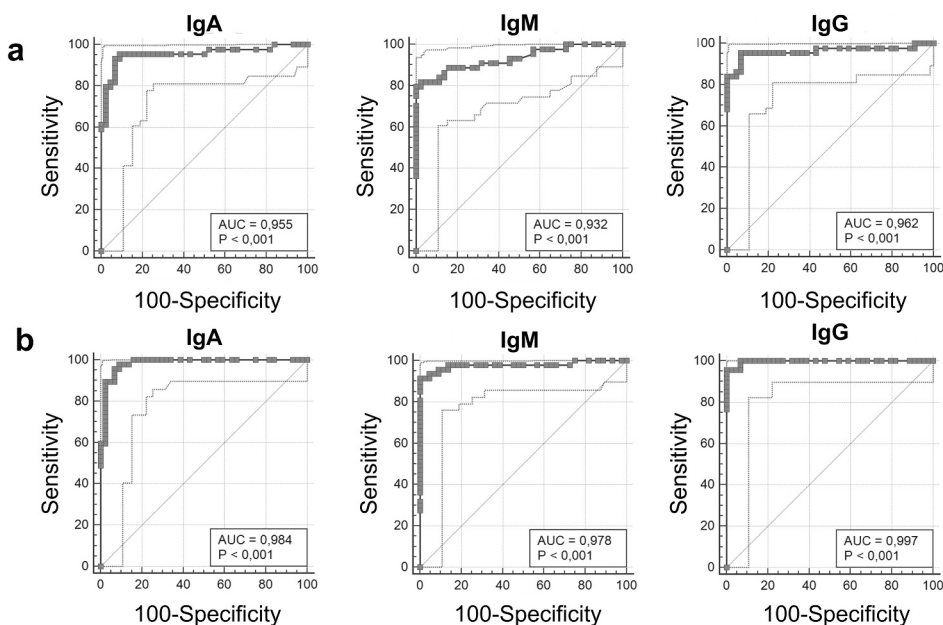 a
IgA
IgM
IgG
Sensitivity
100
80
60
40
20
0
AUC = 0,955
P < 0,001
0 20 40 60 80 100
100-Specificity
Sensitivity
100
80
60
40
20
0
AUC = 0,932
P < 0,001
0 20 40 60 80 100
100-Specificity
Sensitivity
100
80
60
40
20
0
AUC = 0,962
P < 0,001
0 20 40 60 80 100
100-Specificity
b
IgA
IgM
IgG
Sensitivity
100
80
60
40
20
0
AUC = 0,984
P < 0,001
0 20 40 60 80 100
100-Specificity
Sensitivity
100
80
60
40
20
0
AUC = 0,978
P < 0,001
0 20 40 60 80 100
100-Specificity
Sensitivity
100
80
60
40
20
0
AUC = 0,997
P < 0,001
0 20 40 60 80 100
100-Specificity